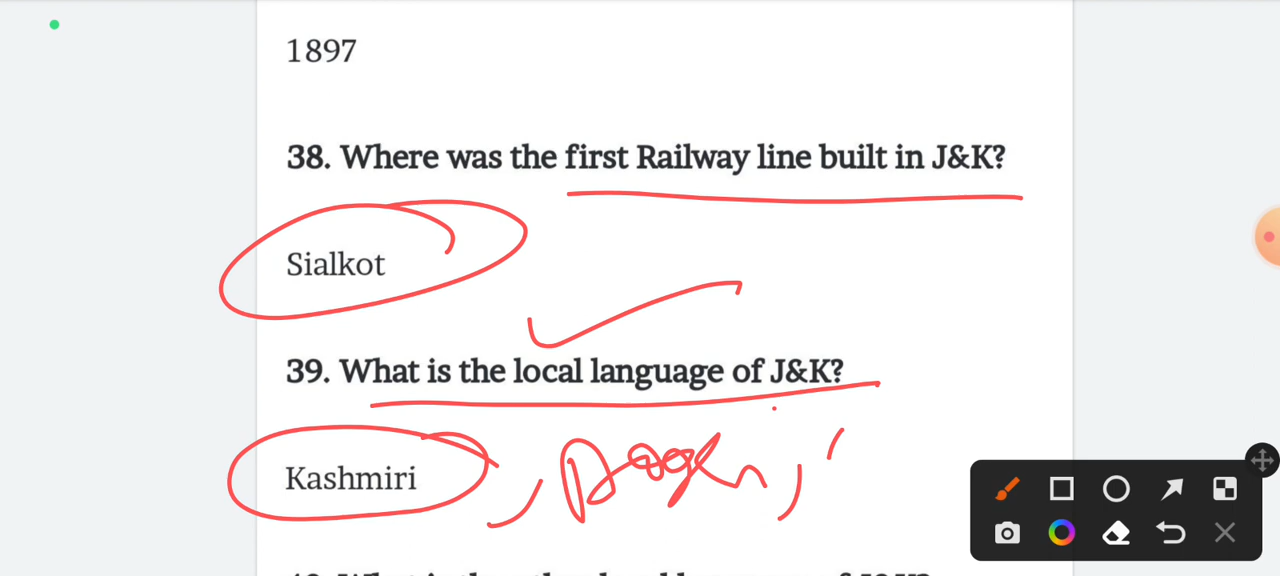 1897
38. Where was the first Railway line built in J&K?
Sialkot
39. What is the local language of J&K?
Kashmiri , Dogri , '